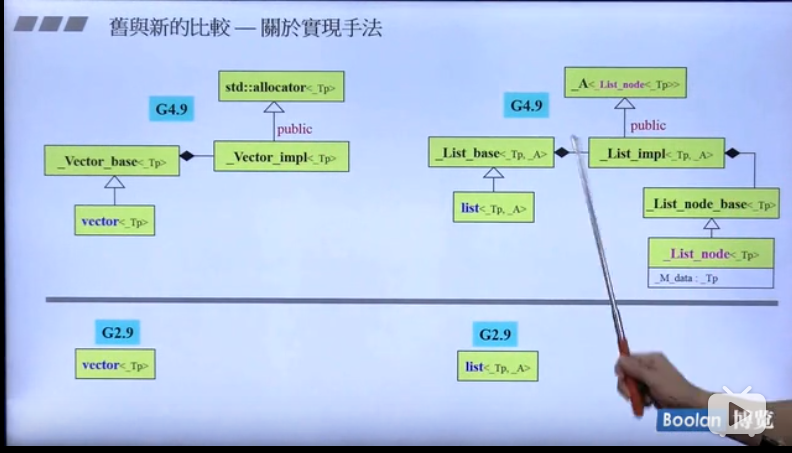 舊與新的比較 — 關於實現手法
G4.9
std::allocator<_Tp>
public
_Vector_base<_Tp>
_Vector_impl<_Tp>
vector<_Tp>
G4.9
_A<_List_node<_Tp>>
public
_List_base<_Tp, _A>
_List_impl<_Tp, _A>
list<_Tp, _A>
_List_node_base<_Tp>
_List_node<_Tp>
_M_data : _Tp
G2.9
vector<_Tp>
G2.9
list<_Tp, _A>
Boolan 博览